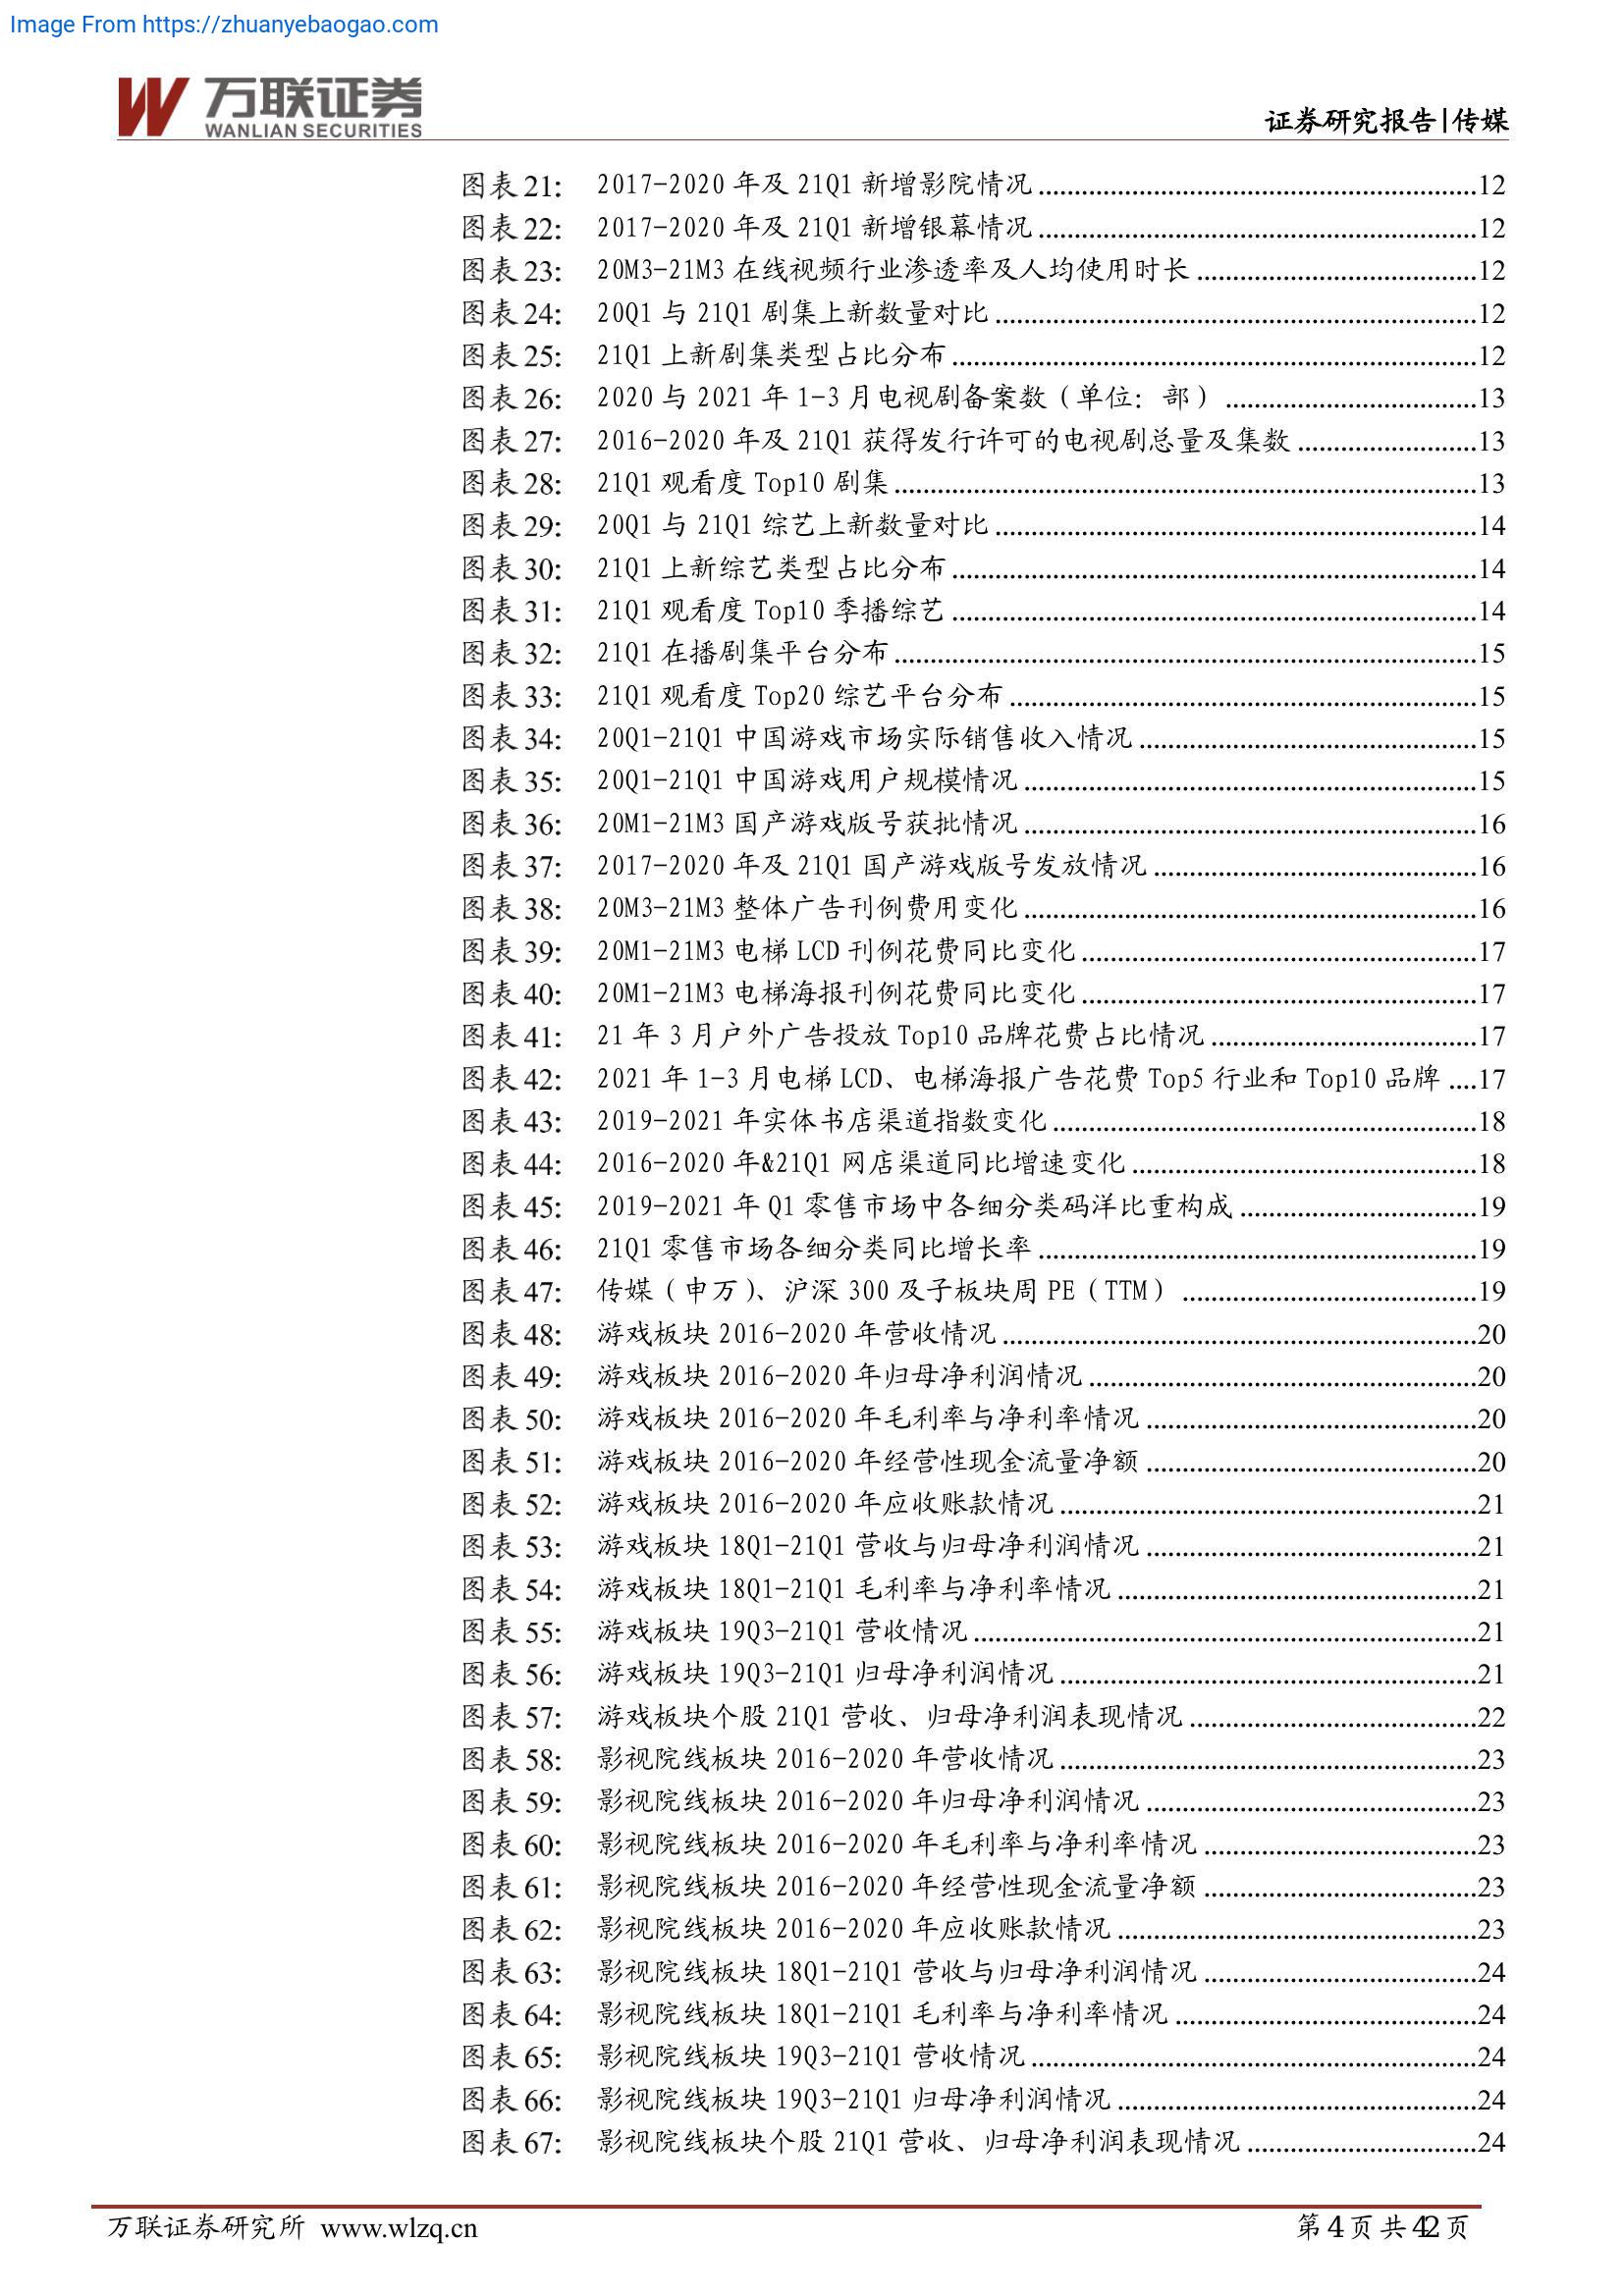 Image From https://zhuanyebaogao.com
万联证券
WANLIAN SECURITIES
证券研究报告|传媒
图表 21: 2017-2020 年及 21Q1 新增影院情况 ............ 12
图表 22: 2017-2020 年及 21Q1 新增银幕情况 ............ 12
图表 23: 20M3-21M3 在线视频行业渗透率及人均使用时长 ............ 12
图表 24: 20Q1 与 21Q1 剧集上新数量对比 ............ 12
图表 25: 21Q1 上新剧集类型占比分布 ............ 12
图表 26: 2020 与 2021 年 1-3 月电视剧备案数（单位：部） ............ 13
图表 27: 2016-2020 年及 21Q1 获得发行许可的电视剧总量及集数 ............ 13
图表 28: 21Q1 观看度 Top10 剧集 ............ 13
图表 29: 20Q1 与 21Q1 综艺上新数量对比 ............ 14
图表 30: 21Q1 上新综艺类型占比分布 ............ 14
图表 31: 21Q1 观看度 Top10 季播综艺 ............ 14
图表 32: 21Q1 在播剧集平台分布 ............ 15
图表 33: 21Q1 观看度 Top20 综艺平台分布 ............ 15
图表 34: 20Q1-21Q1 中国游戏市场实际销售收入情况 ............ 15
图表 35: 20Q1-21Q1 中国游戏用户规模情况 ............ 15
图表 36: 20M1-21M3 国产游戏版号获批情况 ............ 16
图表 37: 2017-2020 年及 21Q1 国产游戏版号发放情况 ............ 16
图表 38: 20M3-21M3 整体广告刊例费用变化 ............ 16
图表 39: 20M1-21M3 电梯 LCD 刊例花费同比变化 ............ 17
图表 40: 20M1-21M3 电梯海报刊例花费同比变化 ............ 17
图表 41: 21 年 3 月户外广告投放 Top10 品牌花费占比情况 ............ 17
图表 42: 2021 年 1-3 月电梯 LCD、电梯海报广告花费 Top5 行业和 Top10 品牌 .... 17
图表 43: 2019-2021 年实体书店渠道指数变化 ............ 18
图表 44: 2016-2020 年&21Q1 网店渠道同比增速变化 ............ 18
图表 45: 2019-2021 年 Q1 零售市场中各细分类码洋比重构成 ............ 19
图表 46: 21Q1 零售市场各细分类同比增长率 ............ 19
图表 47: 传媒（申万）、沪深 300 及子板块周 PE（TTM） ............ 19
图表 48: 游戏板块 2016-2020 年营收情况 ............ 20
图表 49: 游戏板块 2016-2020 年归母净利润情况 ............ 20
图表 50: 游戏板块 2016-2020 年毛利率与净利率情况 ............ 20
图表 51: 游戏板块 2016-2020 年经营性现金流量净额 ............ 20
图表 52: 游戏板块 2016-2020 年应收账款情况 ............ 21
图表 53: 游戏板块 18Q1-21Q1 营收与归母净利润情况 ............ 21
图表 54: 游戏板块 18Q1-21Q1 毛利率与净利率情况 ............ 21
图表 55: 游戏板块 19Q3-21Q1 营收情况 ............ 21
图表 56: 游戏板块 19Q3-21Q1 归母净利润情况 ............ 21
图表 57: 游戏板块个股 21Q1 营收、归母净利润表现情况 ............ 22
图表 58: 影视院线板块 2016-2020 年营收情况 ............ 23
图表 59: 影视院线板块 2016-2020 年归母净利润情况 ............ 23
图表 60: 影视院线板块 2016-2020 年毛利率与净利率情况 ............ 23
图表 61: 影视院线板块 2016-2020 年经营性现金流量净额 ............ 23
图表 62: 影视院线板块 2016-2020 年应收账款情况 ............ 23
图表 63: 影视院线板块 18Q1-21Q1 营收与归母净利润情况 ............ 24
图表 64: 影视院线板块 18Q1-21Q1 毛利率与净利率情况 ............ 24
图表 65: 影视院线板块 19Q3-21Q1 营收情况 ............ 24
图表 66: 影视院线板块 19Q3-21Q1 归母净利润情况 ............ 24
图表 67: 影视院线板块个股 21Q1 营收、归母净利润表现情况 ............ 24
万联证券研究所 www.wlzq.cn 第 4 页 共 42 页